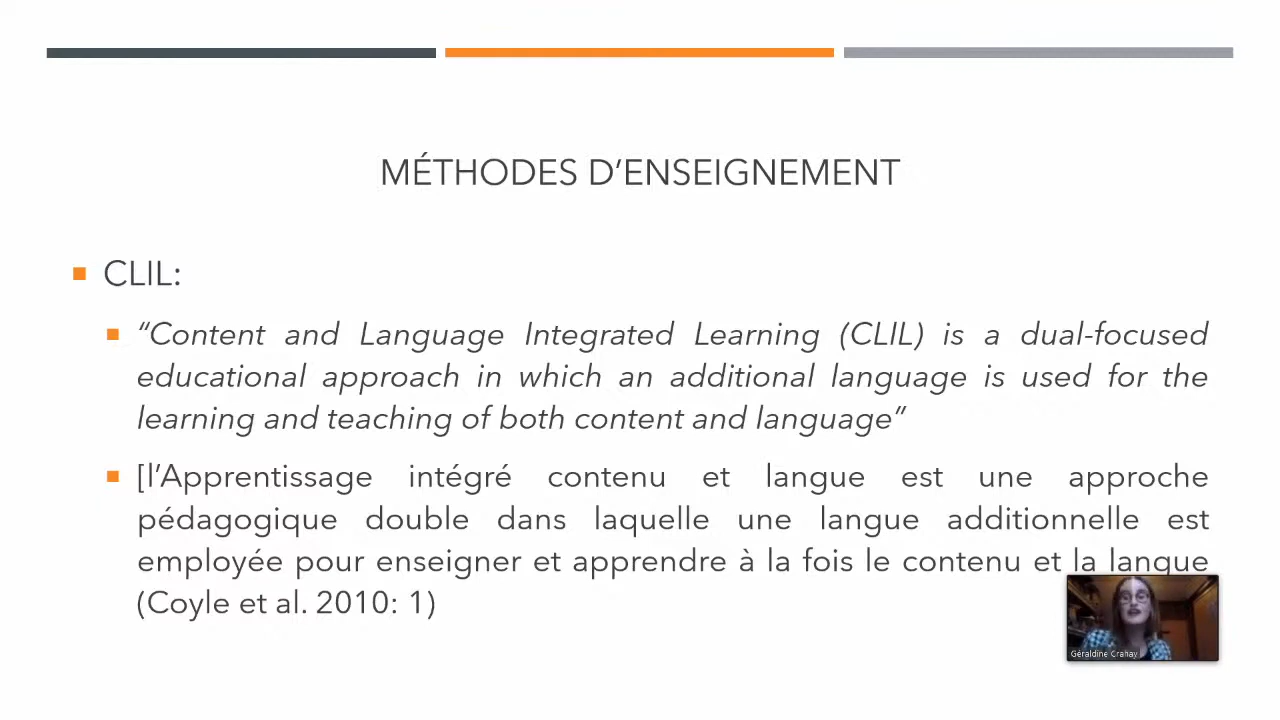 MÉTHODES D’ENSEIGNEMENT
CLIL:
“Content and Language Integrated Learning (CLIL) is a dual-focused
educational approach in which an additional language is used for the
learning and teaching of both content and language”
[l’Apprentissage intégré contenu et langue est une approche
pédagogique double dans laquelle une langue additionnelle est
employée pour enseigner et apprendre à la fois le contenu et la langue
(Coyle et al. 2010: 1)
Géraldine Crahay